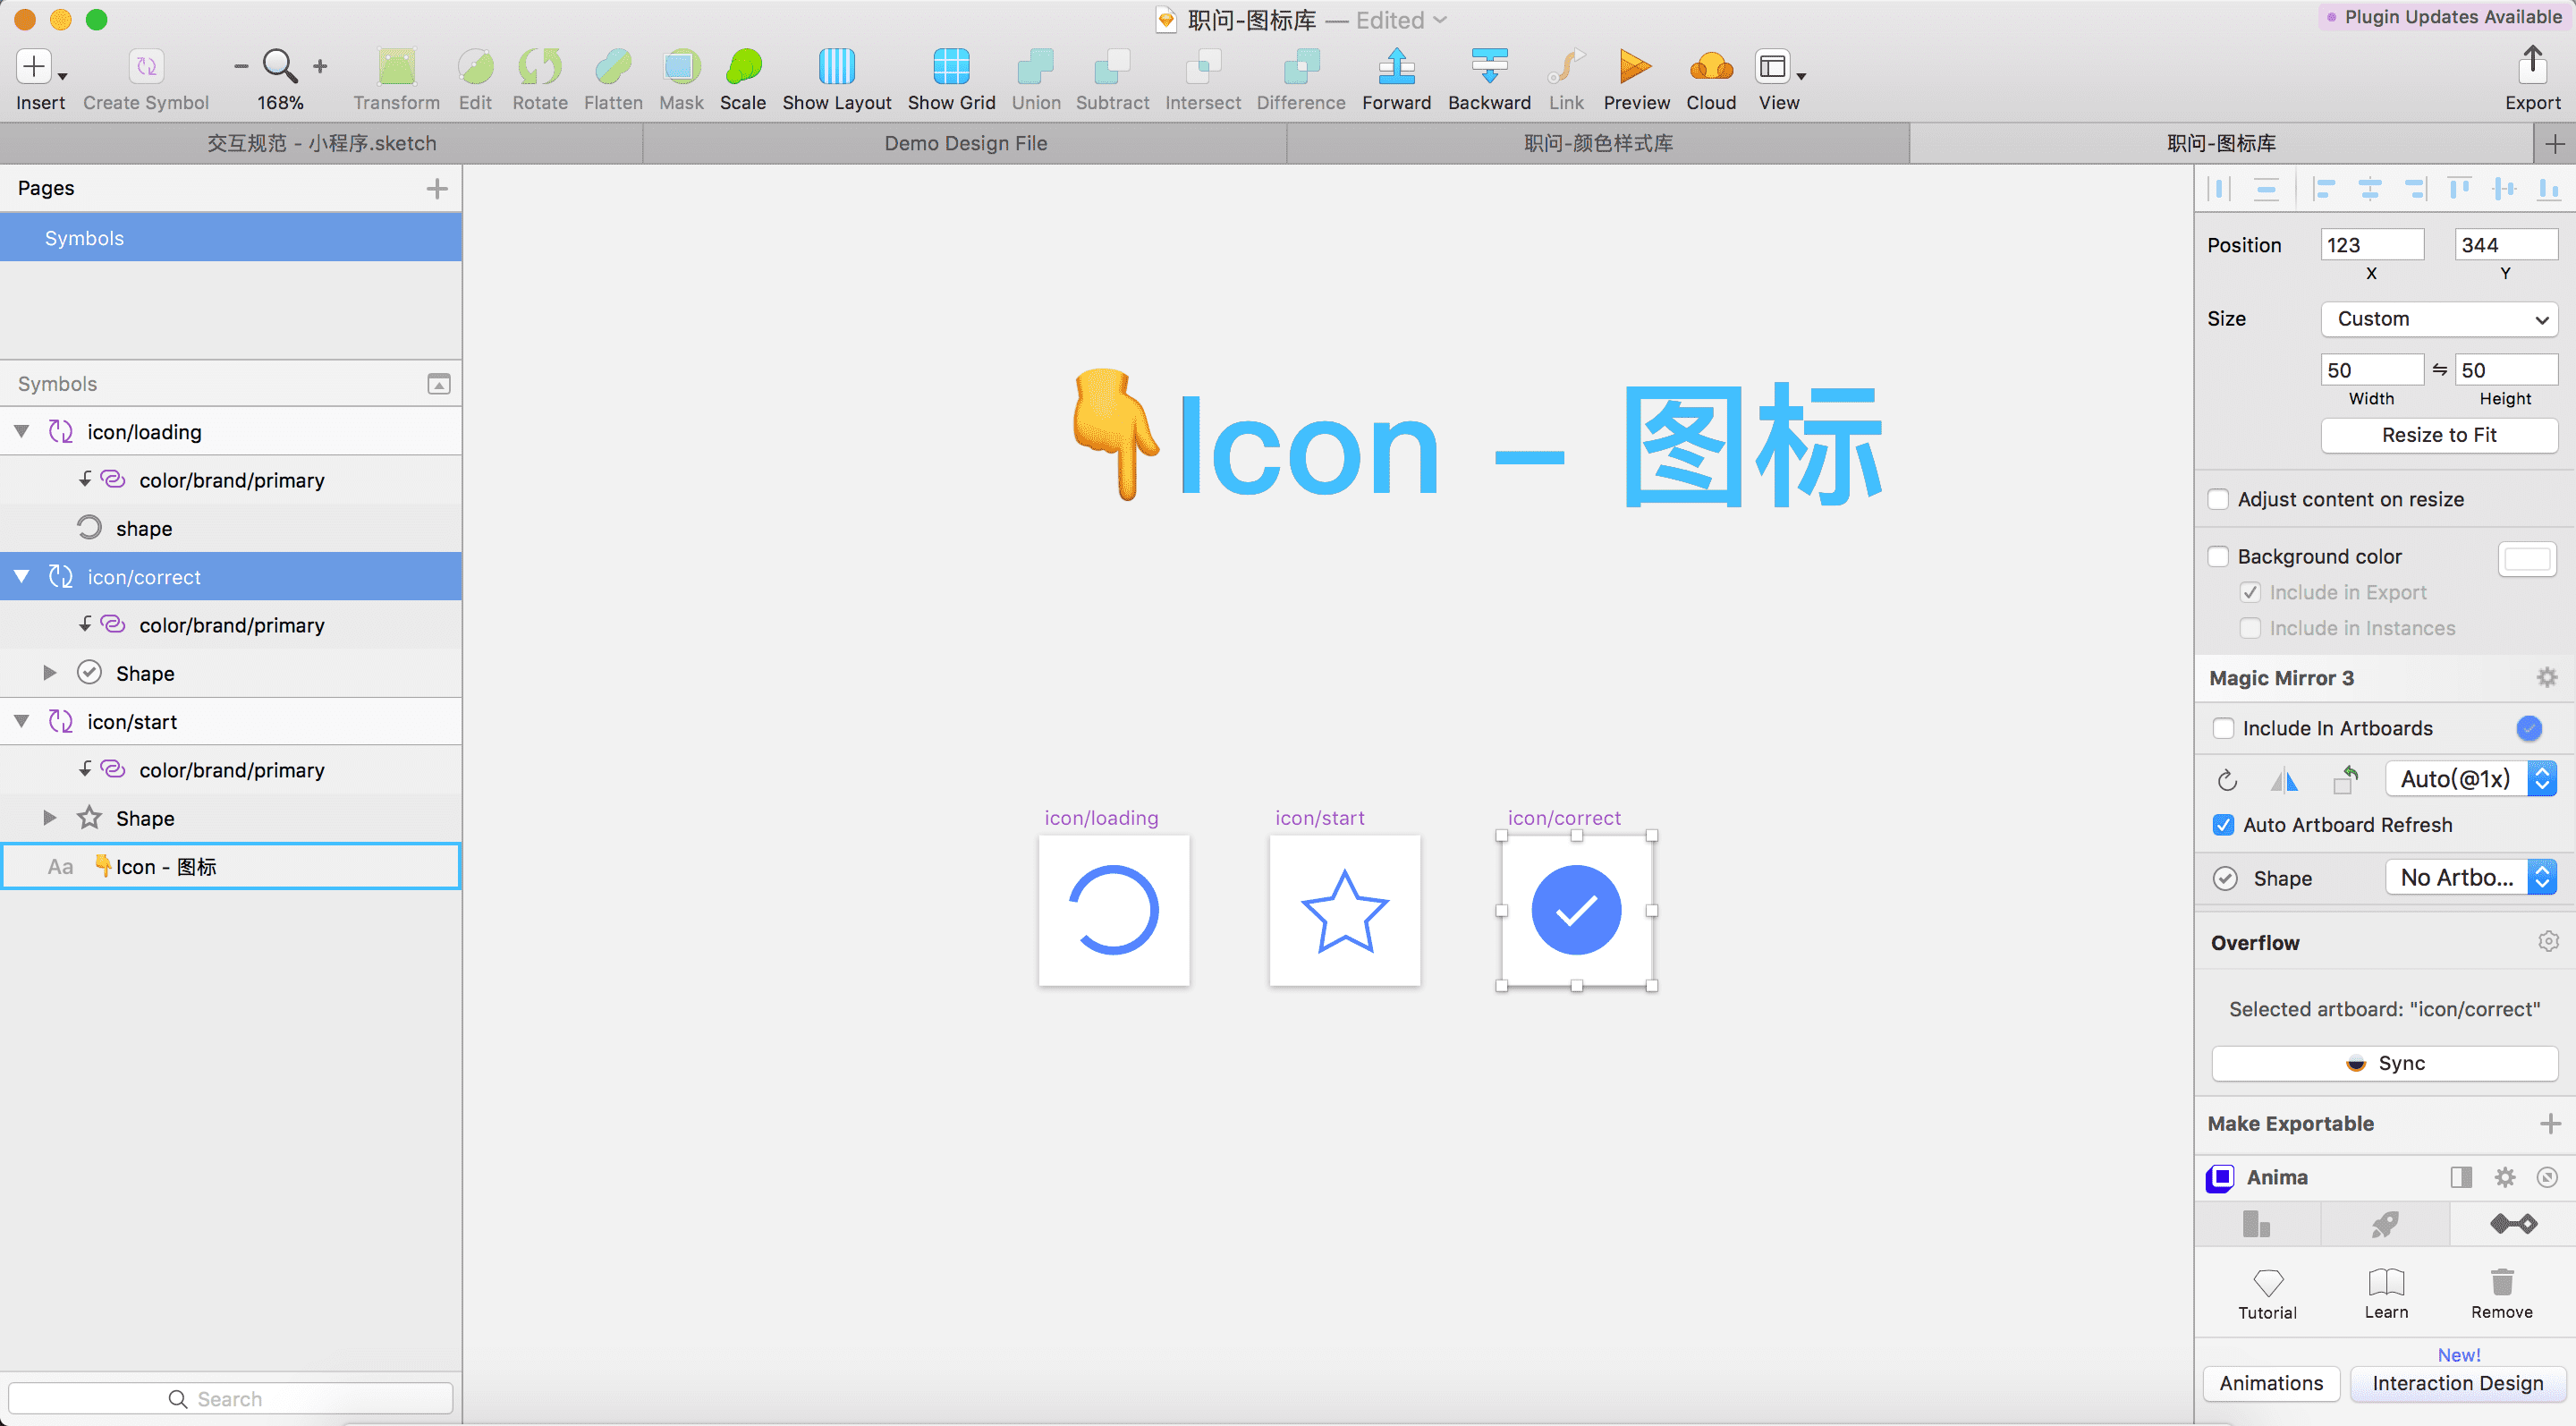 职问-图标库 — Edited
Plugin Updates Available
Insert
Create Symbol
168%
Transform
Edit
Rotate
Flatten
Mask
Scale
Show Layout
Show Grid
Union
Subtract
Intersect
Difference
Forward
Backward
Link
Preview
Cloud
View
Export
交互规范 - 小程序.sketch
Demo Design File
职问-颜色样式库
职问-图标库
Pages
Symbols
Symbols
icon/loading
color/brand/primary
shape
icon/correct
color/brand/primary
Shape
icon/start
color/brand/primary
Shape
Aa 👇Icon - 图标
Search
👇Icon – 图标
icon/loading
icon/start
icon/correct
Position
123
344
X
Y
Size
Custom
50
50
Width
Height
Resize to Fit
Adjust content on resize
Background color
Include in Export
Include in Instances
Magic Mirror 3
Include In Artboards
Auto(@1x)
Auto Artboard Refresh
Shape
No Artbo...
Overflow
Selected artboard: "icon/correct"
Sync
Make Exportable
Anima
Tutorial
Learn
Remove
New!
Animations
Interaction Design